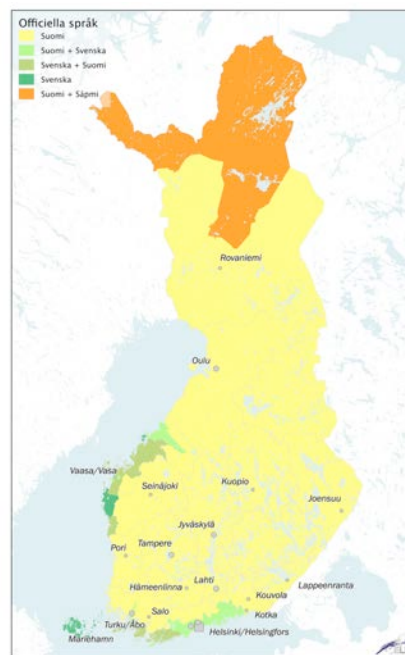 Officiella språk
Suomi
Suomi + Svenska
Svenska + Suomi
Svenska
Suomi + Sápmi
Rovaniemi
Oulu
Vaasa/Vasa
Seinäjoki
Kuopio
Joensuu
Jyväskylä
Pori
Tampere
Lappeenranta
Hämeenlinna
Lahti
Kouvola
Kotka
Salo
Turku/Åbo
Helsinki/Helsingfors
Mariehamn